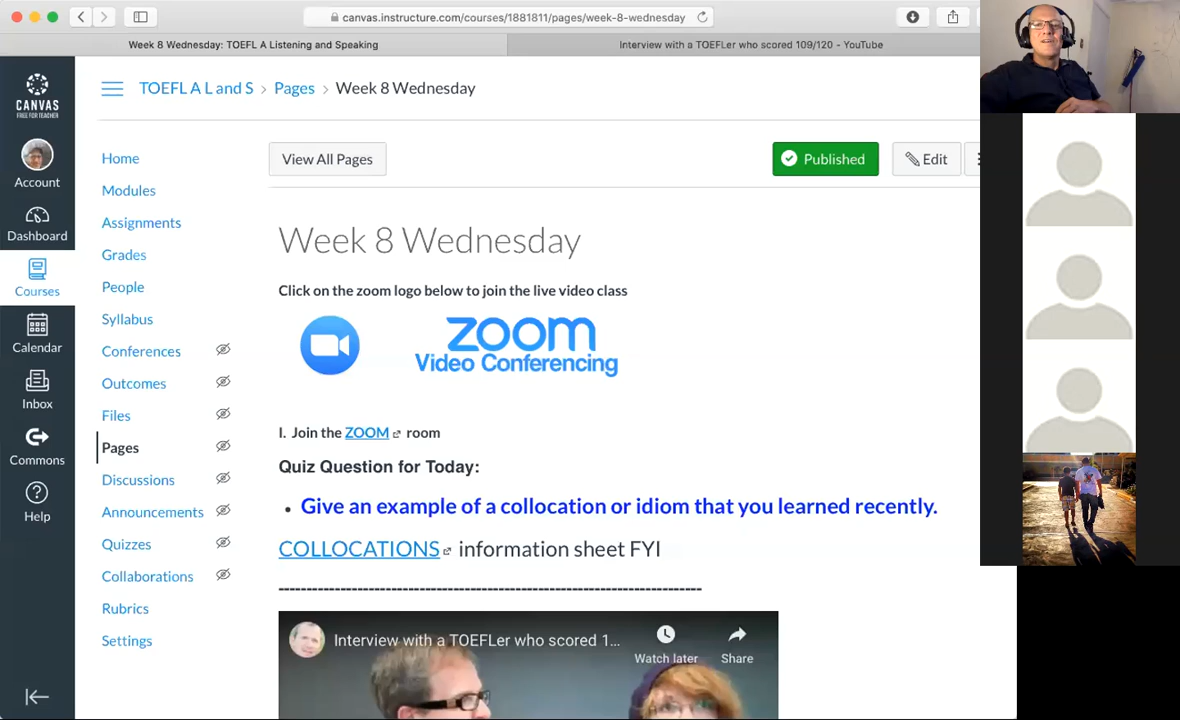 canvas.instructure.com/courses/1881811/pages/week-8-wednesday
Week 8 Wednesday: TOEFL A Listening and Speaking
Interview with a TOEFLer who scored 109/120 - YouTube
CANVAS
FREE FOR TEACHER
Account
Dashboard
Courses
Calendar
Inbox
Commons
Help
TOEFL A L and S > Pages > Week 8 Wednesday
Home
Modules
Assignments
Grades
People
Syllabus
Conferences
Outcomes
Files
Pages
Discussions
Announcements
Quizzes
Collaborations
Rubrics
Settings
View All Pages
Published
Edit
Week 8 Wednesday
Click on the zoom logo below to join the live video class
zoom
Video Conferencing
I. Join the ZOOM room
Quiz Question for Today:
• Give an example of a collocation or idiom that you learned recently.
COLLOCATIONS information sheet FYI
----------------------------------------------------------------------------
Interview with a TOEFLer who scored 1...
Watch later
Share